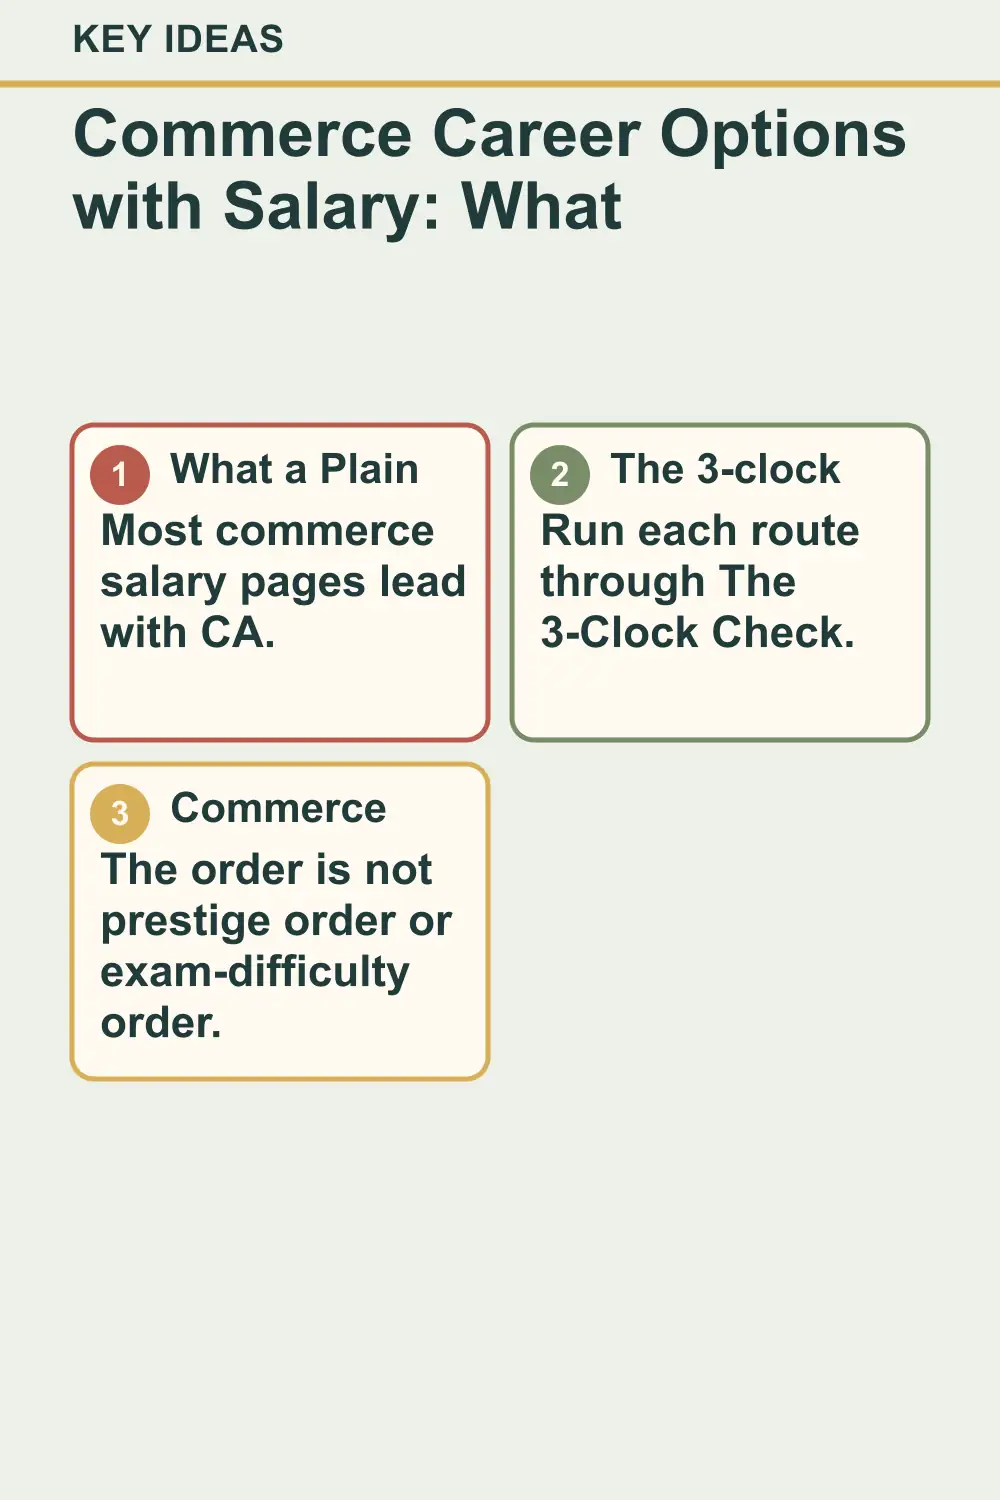 KEY IDEAS
Commerce Career Options
with Salary: What
1 What a Plain
Most commerce
salary pages lead
with CA.
2 The 3-clock
Run each route
through The
3-Clock Check.
3 Commerce
The order is not
prestige order or
exam-difficulty
order.